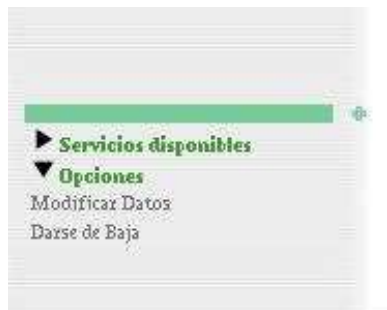 Servicios disponibles
Opciones
Modificar Datos
Darse de Baja